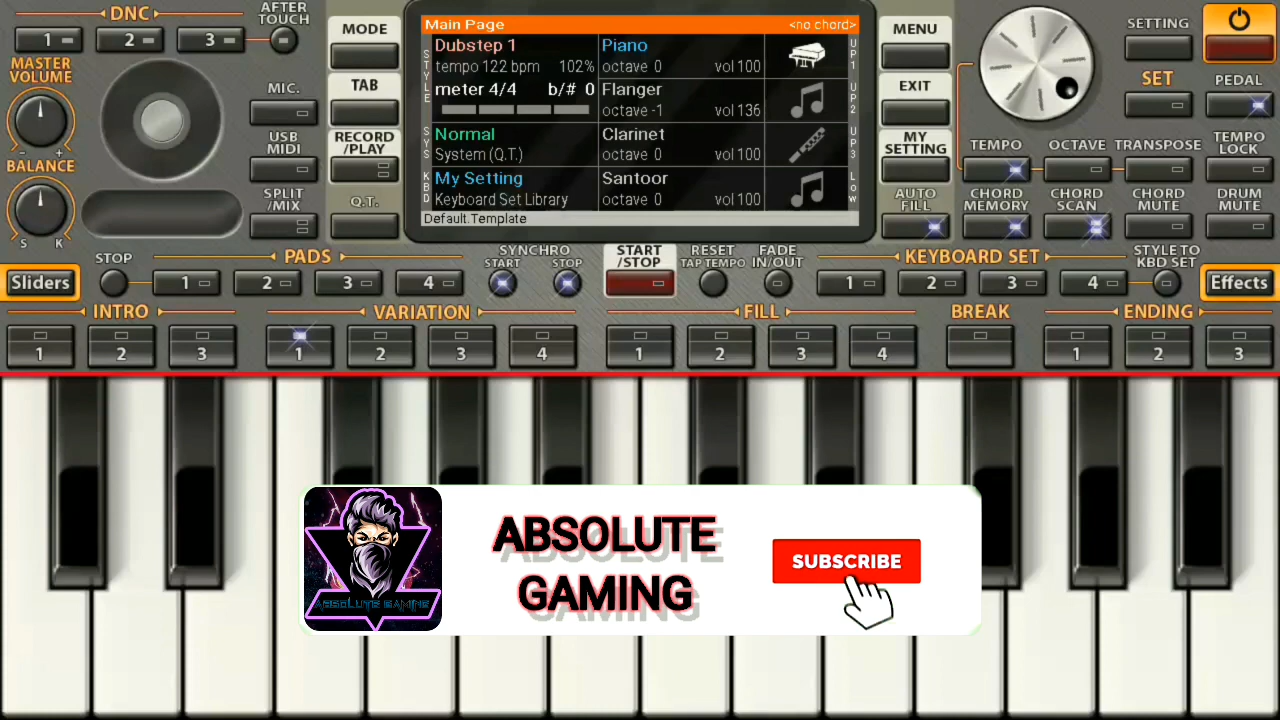 DNC
1
2
3
AFTER
TOUCH
MASTER
VOLUME
- +
BALANCE
S K
MODE
TAB
RECORD
/PLAY
Q.T.
MIC.
USB
MIDI
SPLIT
/MIX
Main Page <no chord>
STYLE
Dubstep 1
tempo 122 bpm 102%
meter 4/4 b/# 0
SYS
Normal
System (Q.T.)
KBD
My Setting
Keyboard Set Library
Piano
octave 0 vol 100
UP1
Flanger
octave -1 vol 136
UP2
Clarinet
octave 0 vol 100
UP3
Santoor
octave 0 vol 100
LOW
Default.Template
MENU
EXIT
MY
SETTING
AUTO
FILL
SETTING
SET
PEDAL
TEMPO
OCTAVE
TRANSPOSE
TEMPO
LOCK
CHORD
MEMORY
CHORD
SCAN
CHORD
MUTE
DRUM
MUTE
Sliders
STOP
PADS
1
2
3
4
SYNCHRO
START
STOP
START
/STOP
RESET
TAP TEMPO
FADE
IN/OUT
KEYBOARD SET
1
2
3
4
STYLE TO
KBD SET
Effects
INTRO
1
2
3
VARIATION
1
2
3
4
FILL
1
2
3
4
BREAK
ENDING
1
2
3
ABSOLUTE GAMING
ABSOLUTE
GAMING
SUBSCRIBE